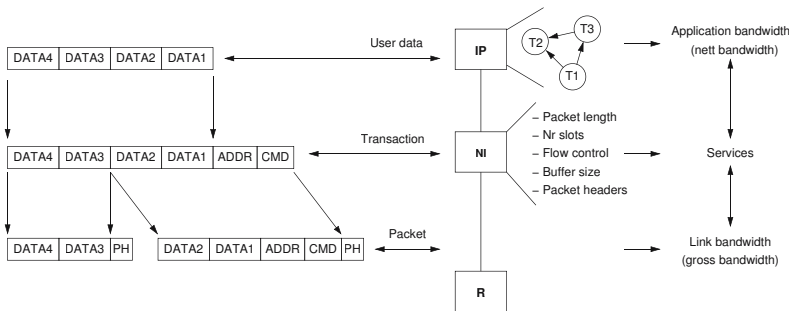 User data
IP
T2
T3
T1
Application bandwidth
(nett bandwidth)
DATA4 DATA3 DATA2 DATA1
Transaction
NI
– Packet length
– Nr slots
– Flow control
– Buffer size
– Packet headers
Services
DATA4 DATA3 DATA2 DATA1 ADDR CMD
Packet
DATA4 DATA3 PH
DATA2 DATA1 ADDR CMD PH
Link bandwidth
(gross bandwidth)
R